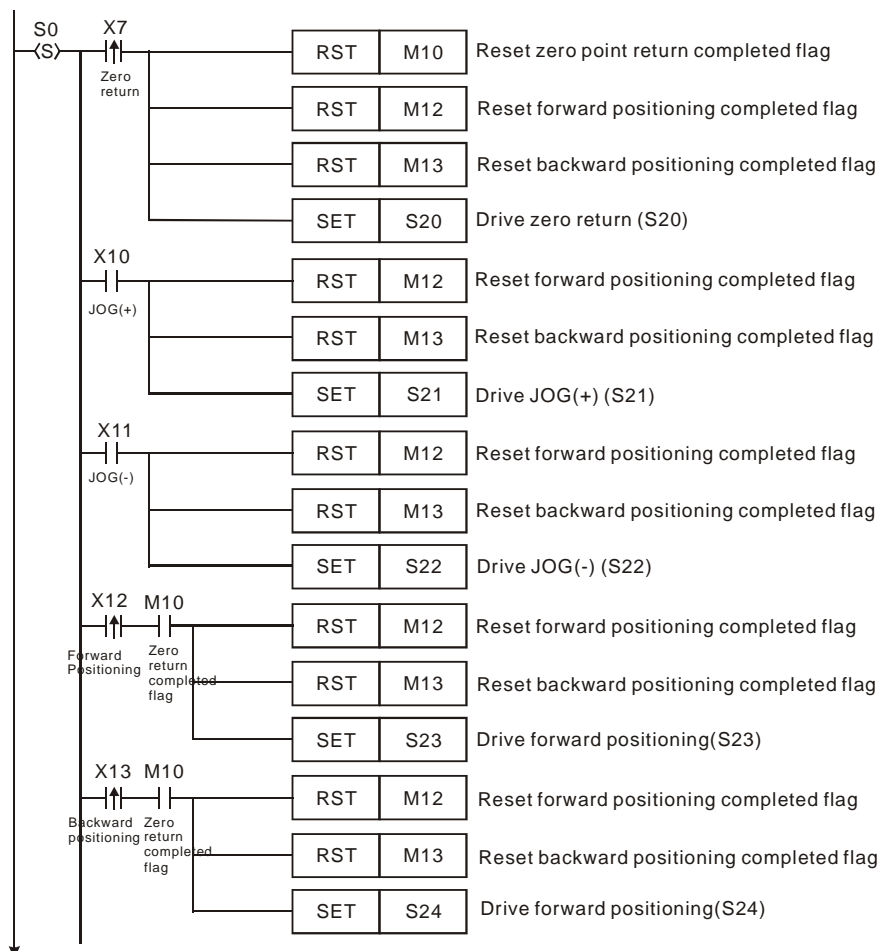 S0 X7
S
RST M10 Reset zero point return completed flag
Zero
return
RST M12 Reset forward positioning completed flag
RST M13 Reset backward positioning completed flag
SET S20 Drive zero return (S20)
X10
RST M12 Reset forward positioning completed flag
JOG(+)
RST M13 Reset backward positioning completed flag
SET S21 Drive JOG(+) (S21)
X11
RST M12 Reset forward positioning completed flag
JOG(-)
RST M13 Reset backward positioning completed flag
SET S22 Drive JOG(-) (S22)
X12 M10
RST M12 Reset forward positioning completed flag
Forward
Positioning
Zero
return
completed
flag
RST M13 Reset backward positioning completed flag
SET S23 Drive forward positioning(S23)
X13 M10
RST M12 Reset forward positioning completed flag
Backward
positioning
Zero
return
completed
flag
RST M13 Reset backward positioning completed flag
SET S24 Drive forward positioning(S24)